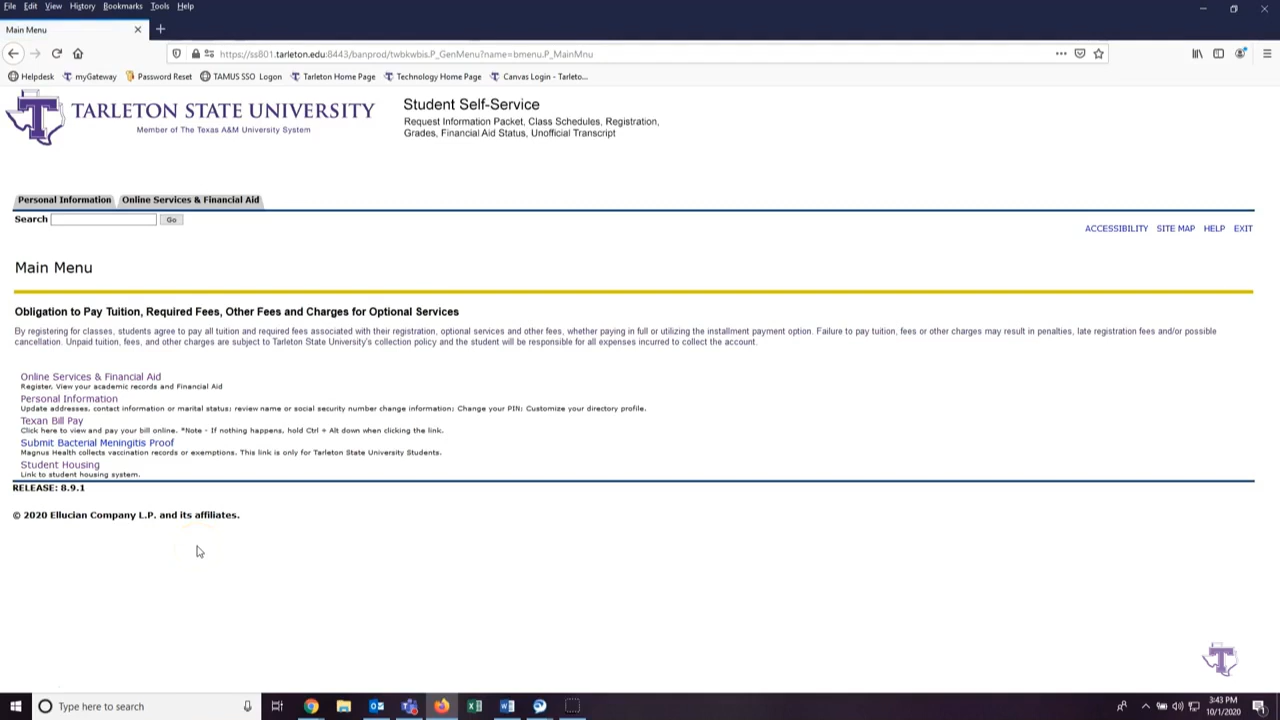 File Edit View History Bookmarks Tools Help
Main Menu
https://ss801.tarleton.edu:8443/banprod/twbkwbis.P_GenMenu?name=bmenu.P_MainMnu
Helpdesk myGateway Password Reset TAMUS SSO Logon Tarleton Home Page Technology Home Page Canvas Login - Tarleto...
TARLETON STATE UNIVERSITY
Member of The Texas A&M University System
Student Self-Service
Request Information Packet, Class Schedules, Registration,
Grades, Financial Aid Status, Unofficial Transcript
Personal Information Online Services & Financial Aid
Search Go
ACCESSIBILITY SITE MAP HELP EXIT
Main Menu
Obligation to Pay Tuition, Required Fees, Other Fees and Charges for Optional Services
By registering for classes, students agree to pay all tuition and required fees associated with their registration, optional services and other fees, whether paying in full or utilizing the installment payment option. Failure to pay tuition, fees or other charges may result in penalties, late registration fees and/or possible
cancellation. Unpaid tuition, fees, and other charges are subject to Tarleton State University's collection policy and the student will be responsible for all expenses incurred to collect the account.
Online Services & Financial Aid
Register, View your academic records and Financial Aid
Personal Information
Update addresses, contact information or marital status; review name or social security number change information; Change your PIN; Customize your directory profile.
Texan Bill Pay
Click here to view and pay your bill online. *Note - If nothing happens, hold Ctrl + Alt down when clicking the link.
Submit Bacterial Meningitis Proof
Magnus Health collects vaccination records or exemptions. This link is only for Tarleton State University Students.
Student Housing
Link to student housing system.
RELEASE: 8.9.1
© 2020 Ellucian Company L.P. and its affiliates.
T
Type here to search
3:43 PM
10/1/2020